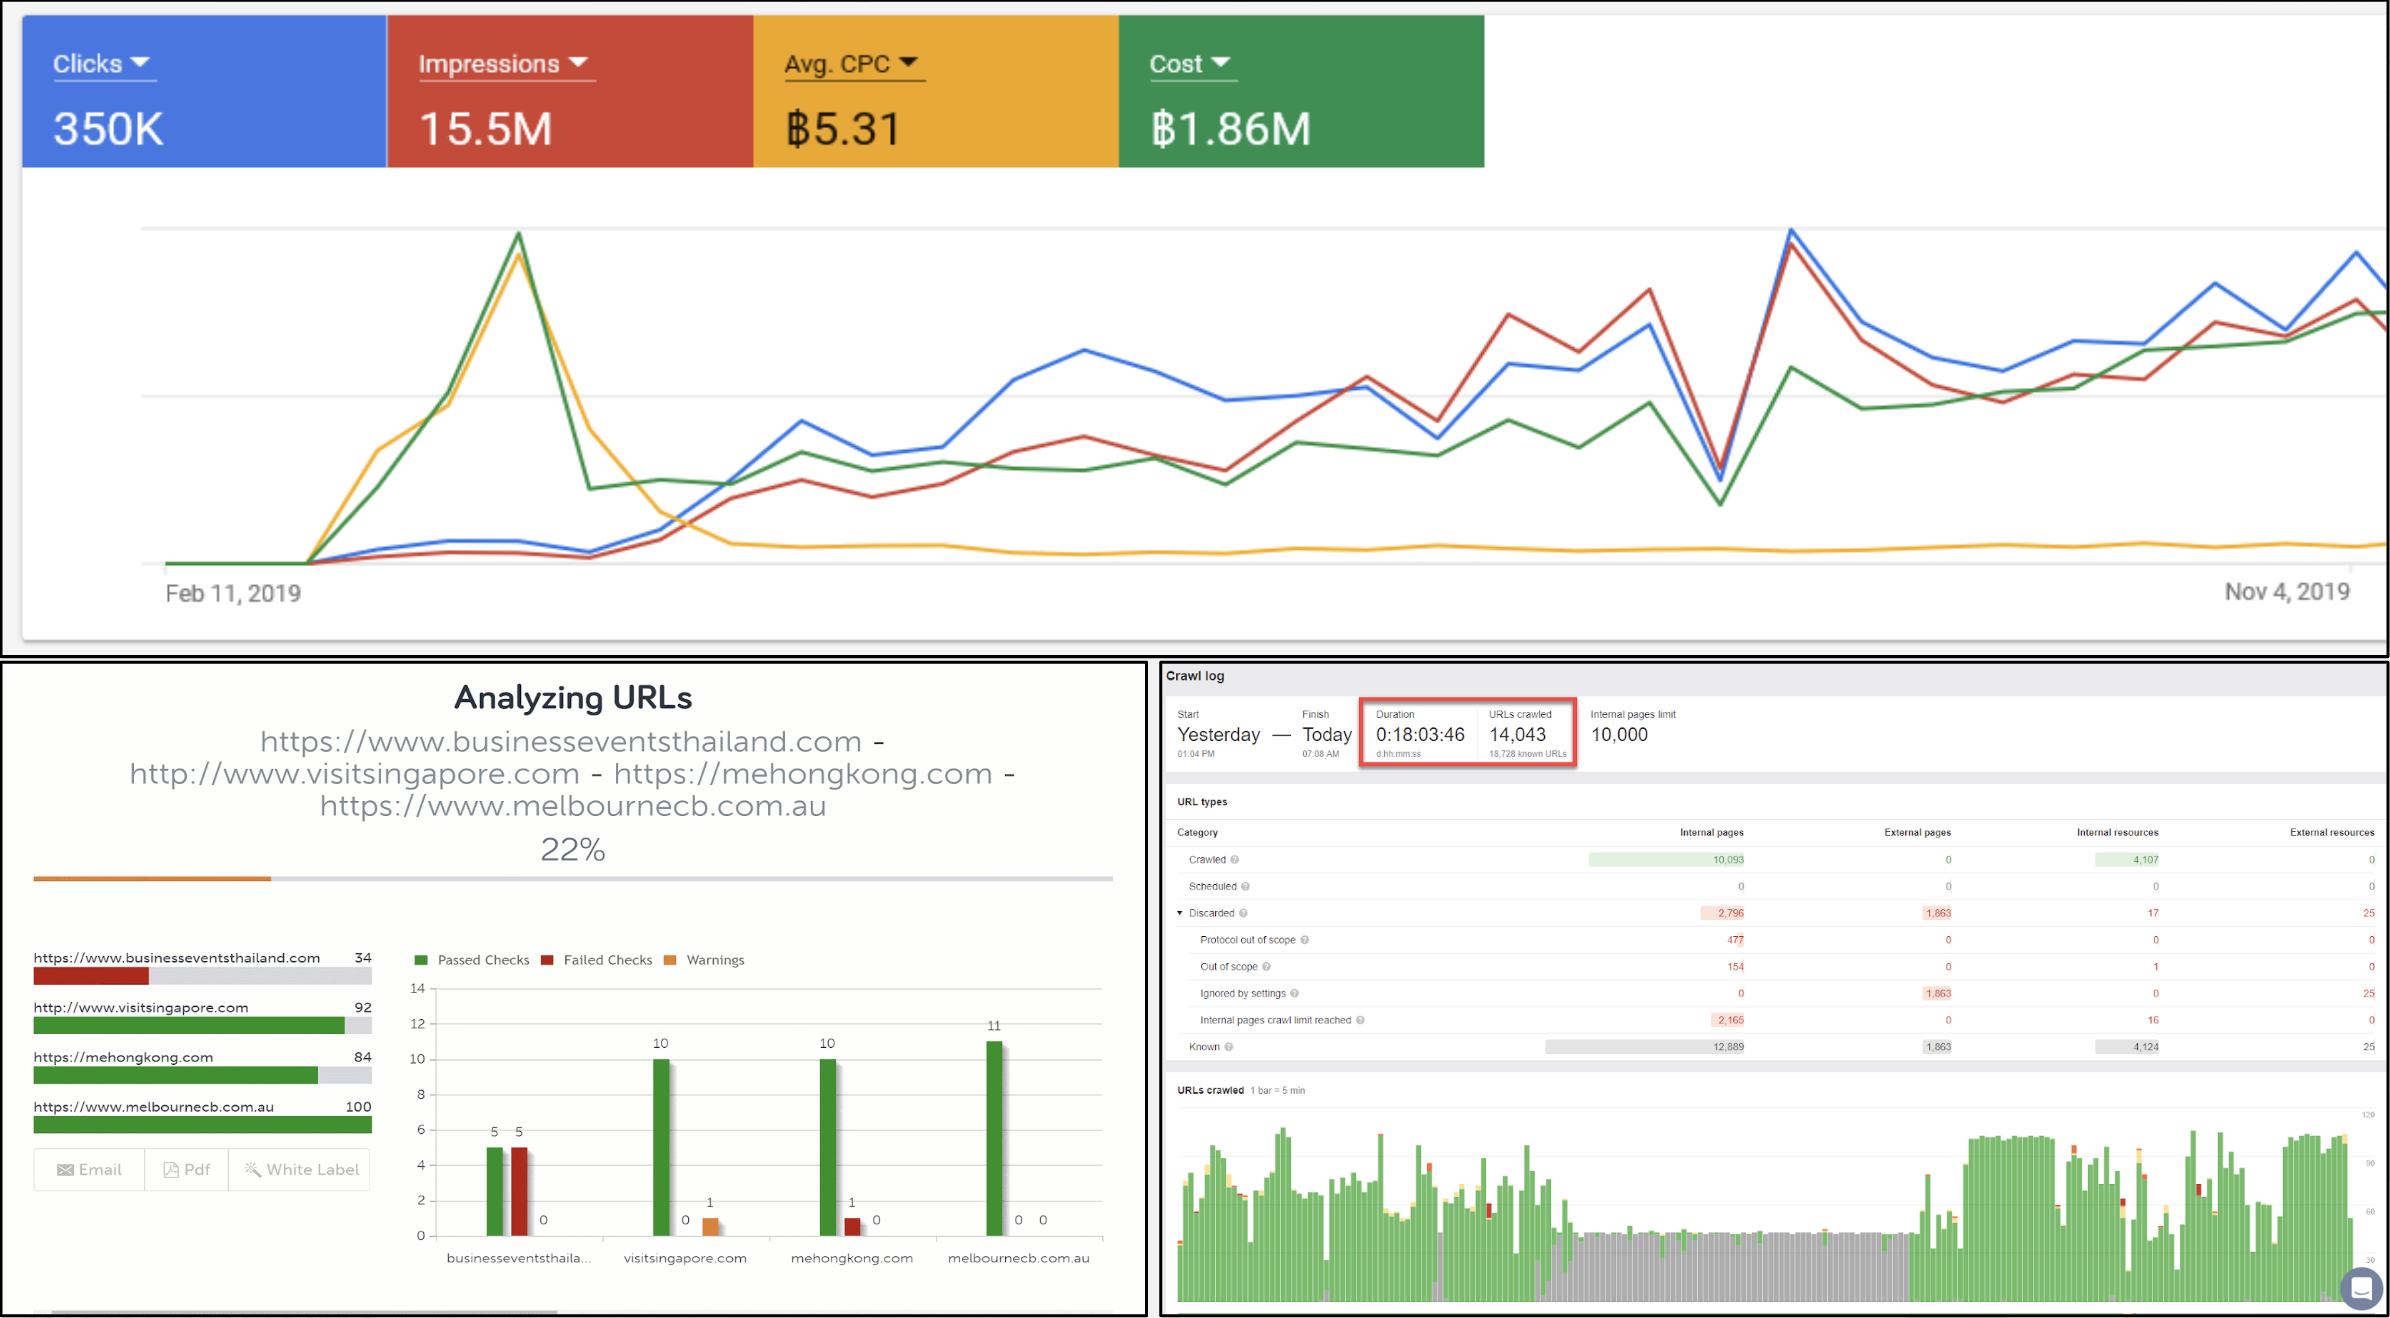 Clicks
Impressions
Avg. CPC
Cost
350K
15.5M
฿5.31
฿1.86M
Feb 11, 2019
Nov 4, 2019
Analyzing URLs
https://www.businesseventsthailand.com -
http://www.visitsingapore.com - https://mehongkong.com -
https://www.melbournecb.com.au
22%
https://www.businesseventsthailand.com 34
http://www.visitsingapore.com 92
https://mehongkong.com 84
https://www.melbournecb.com.au 100
Email
Pdf
White Label
Passed Checks
Failed Checks
Warnings
14
12
10
8
6
4
2
0
5 5 0
10 0 1
10 1 0
11 0 0
businesseventsthaila...
visitsingapore.com
mehongkong.com
melbournecb.com.au
Crawl log
Start
Yesterday
01:04 PM
—
Finish
Today
07:08 AM
Duration
0:18:03:46
d:hh:mm:ss
URLs crawled
14,043
18,728 known URLs
Internal pages limit
10,000
URL types
Category Internal pages External pages Internal resources External resources
Crawled 10,093 0 4,107 0
Scheduled 0 0 0 0
Discarded 2,796 1,863 17 25
Protocol out of scope 477 0 0 0
Out of scope 154 0 1 0
Ignored by settings 0 1,863 0 25
Internal pages crawl limit reached 2,165 0 16 0
Known 12,889 1,863 4,124 25
URLs crawled 1 bar = 5 min
120
90
60
30